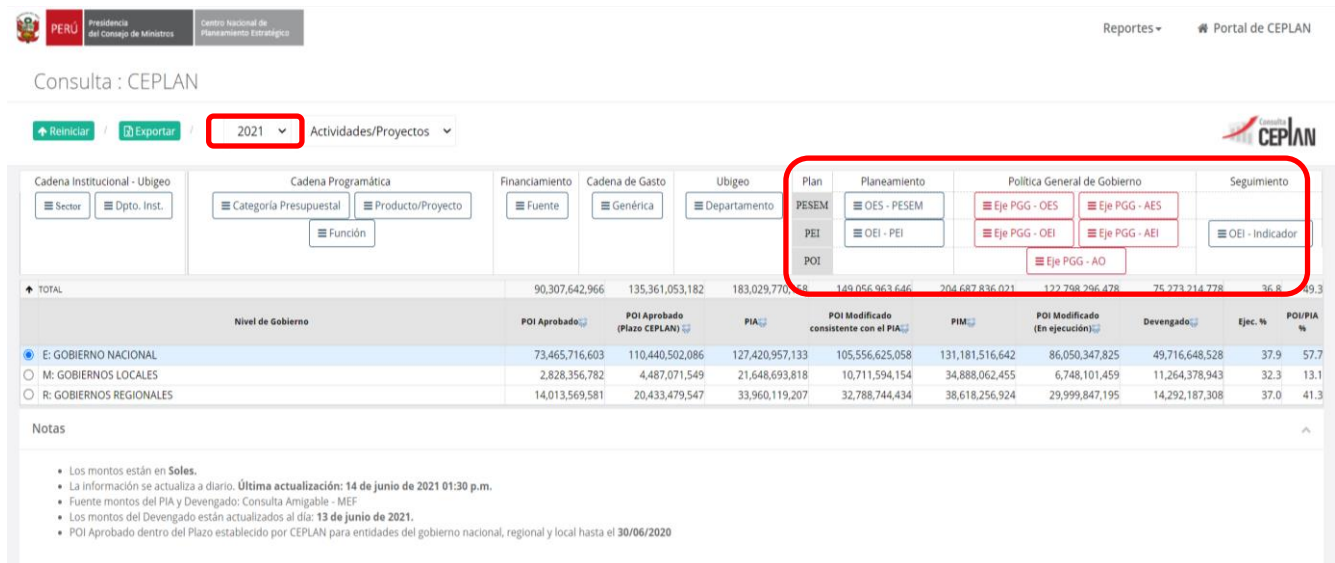 PERÚ Presidencia del Consejo de Ministros Centro Nacional de Planeamiento Estratégico Reportes Portal de CEPLAN
Consulta : CEPLAN
Reiniciar / Exportar / 2021 Actividades/Proyectos Consulta CEPLAN
Cadena Institucional - Ubigeo Cadena Programática Financiamiento Cadena de Gasto Ubigeo Plan Planeamiento Política General de Gobierno Seguimiento
Sector Dpto. Inst. Categoría Presupuestal Producto/Proyecto Fuente Genérica Departamento PESEM OES - PESEM Eje PGG - OES Eje PGG - AES
Función PEI OEI - PEI Eje PGG - OEI Eje PGG - AEI OEI - Indicador
POI Eje PGG - AO
TOTAL 90,307,642,966 135,361,053,182 149,056,963,646 204,687,836,021 122,798,296,478 75,273,214,778 36.8 49.3
Nivel de Gobierno POI Aprobado POI Aprobado (Plazo CEPLAN) PIA POI Modificado consistente con el PIA PIM POI Modificado (En ejecución) Devengado Ejec. % POI/PIA %
E: GOBIERNO NACIONAL 73,465,716,603 110,440,502,086 127,420,957,133 105,556,625,058 131,181,516,642 86,050,347,825 49,716,648,528 37.9 57.7
M: GOBIERNOS LOCALES 2,828,356,782 4,487,071,549 21,648,693,818 10,711,594,154 34,888,062,455 6,748,101,459 11,264,378,943 32.3 13.1
R: GOBIERNOS REGIONALES 14,013,569,581 20,433,479,547 33,960,119,207 32,788,744,434 38,618,256,924 29,999,847,195 14,292,187,308 37.0 41.3
Notas
Los montos están en Soles.
La información se actualiza a diario. Última actualización: 14 de junio de 2021 01:30 p.m.
Fuente montos del PIA y Devengado: Consulta Amigable - MEF
Los montos del Devengado están actualizados al día: 13 de junio de 2021.
POI Aprobado dentro del Plazo establecido por CEPLAN para entidades del gobierno nacional, regional y local hasta el 30/06/2020